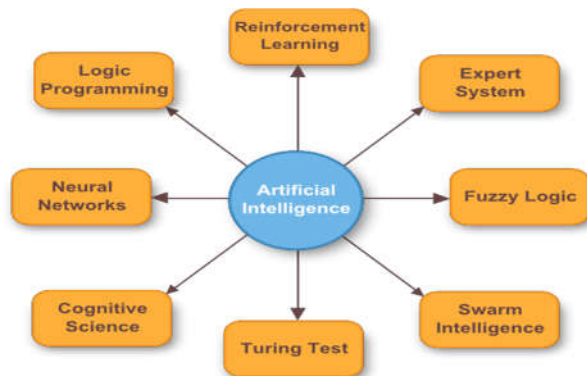 Reinforcement
Learning
Logic
Programming
Expert
System
Neural
Networks
Artificial
Intelligence
Fuzzy Logic
Cognitive
Science
Swarm
Intelligence
Turing Test